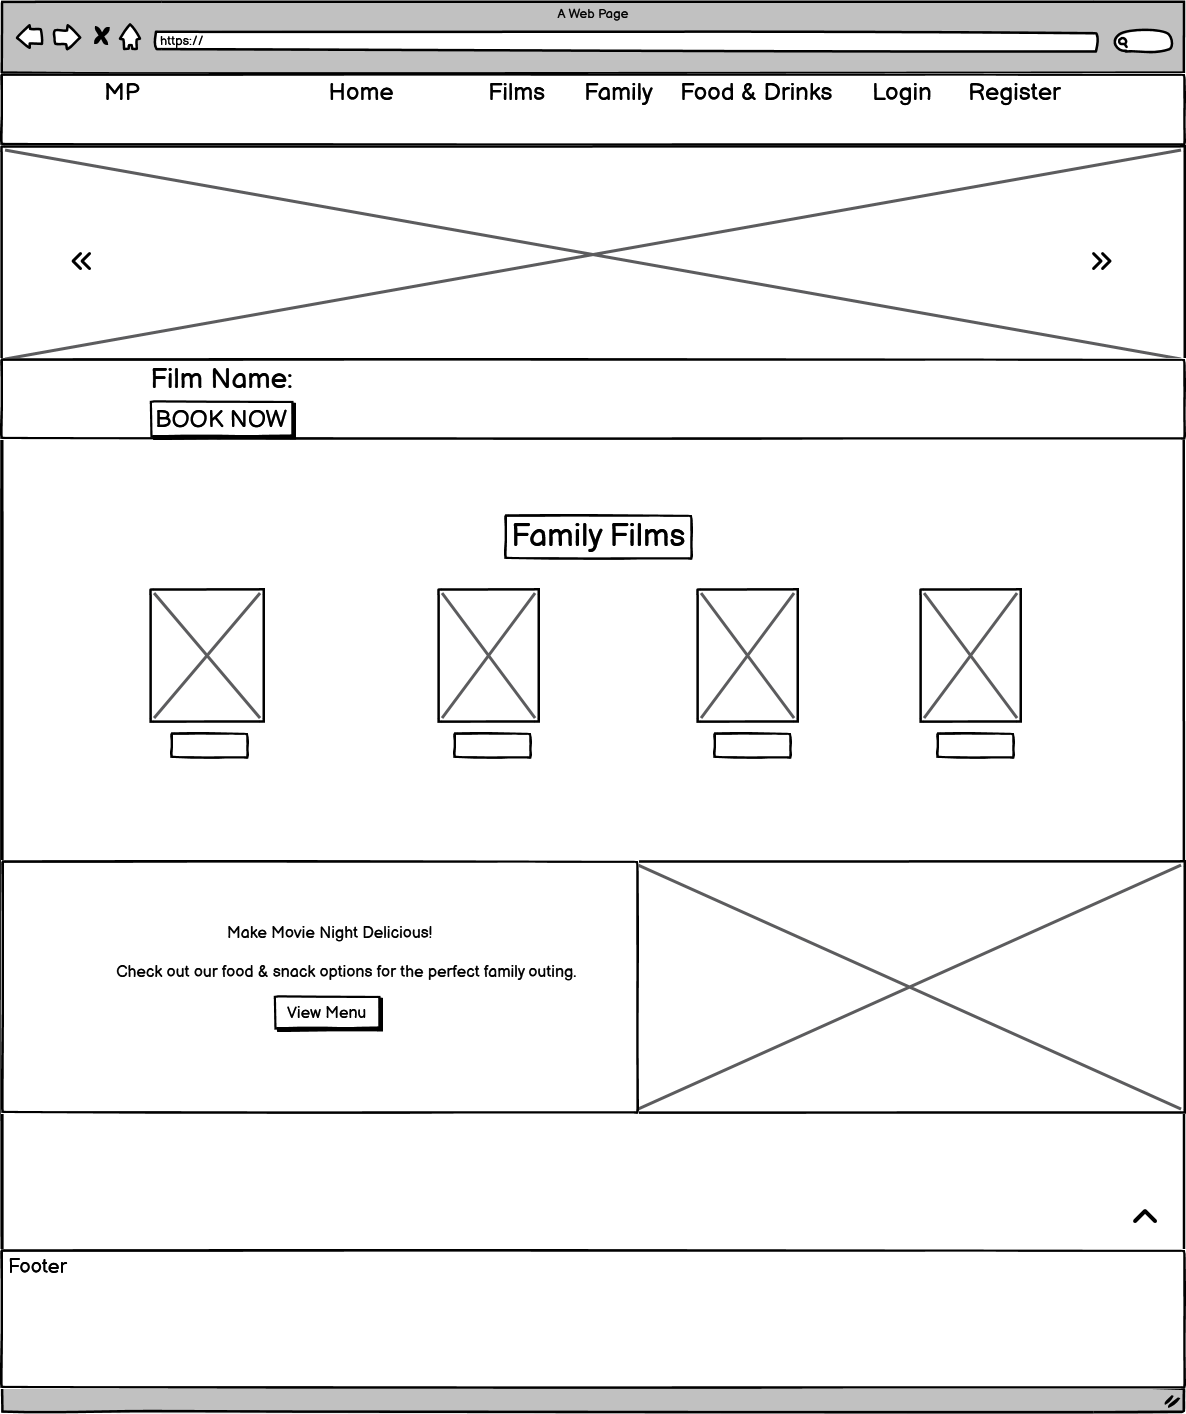 A Web Page
https://
MP Home Films Family Food & Drinks Login Register
Film Name:
BOOK NOW
Family Films
Make Movie Night Delicious!
Check out our food & snack options for the perfect family outing.
View Menu
Footer